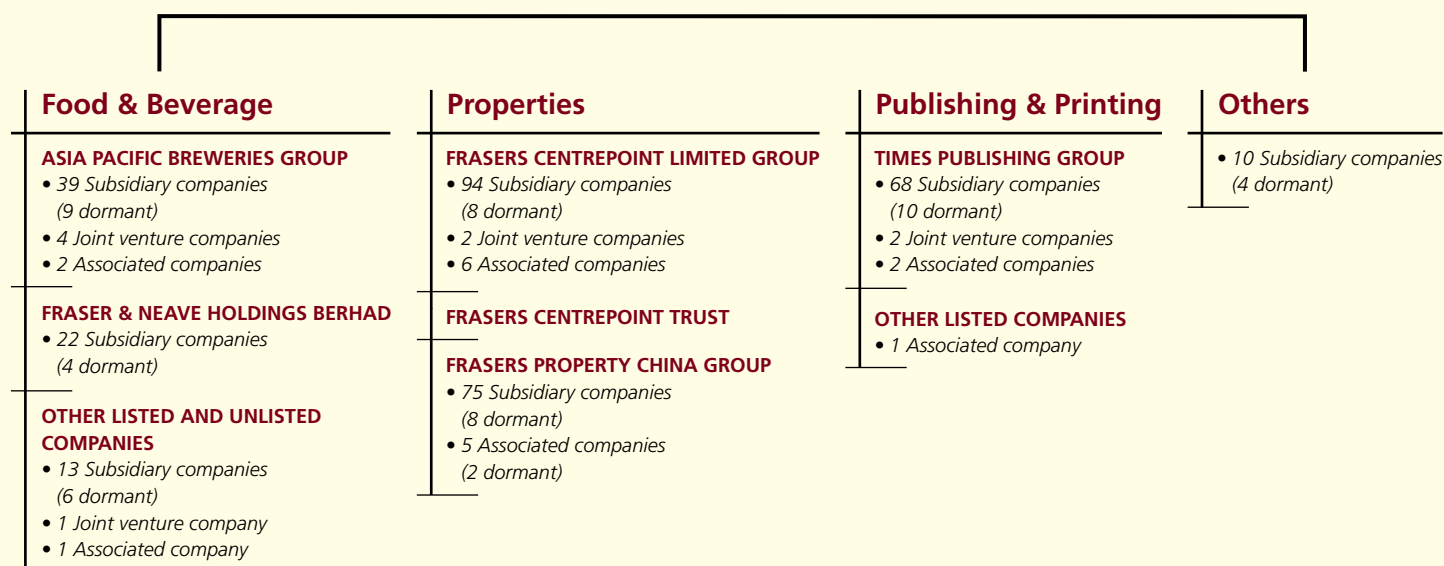 Food & Beverage
ASIA PACIFIC BREWERIES GROUP
• 39 Subsidiary companies
(9 dormant)
• 4 Joint venture companies
• 2 Associated companies
FRASER & NEAVE HOLDINGS BERHAD
• 22 Subsidiary companies
(4 dormant)
OTHER LISTED AND UNLISTED
COMPANIES
• 13 Subsidiary companies
(6 dormant)
• 1 Joint venture company
• 1 Associated company
Properties
FRASERS CENTREPOINT LIMITED GROUP
• 94 Subsidiary companies
(8 dormant)
• 2 Joint venture companies
• 6 Associated companies
FRASERS CENTREPOINT TRUST
FRASERS PROPERTY CHINA GROUP
• 75 Subsidiary companies
(8 dormant)
• 5 Associated companies
(2 dormant)
Publishing & Printing
TIMES PUBLISHING GROUP
• 68 Subsidiary companies
(10 dormant)
• 2 Joint venture companies
• 2 Associated companies
OTHER LISTED COMPANIES
• 1 Associated company
Others
• 10 Subsidiary companies
(4 dormant)